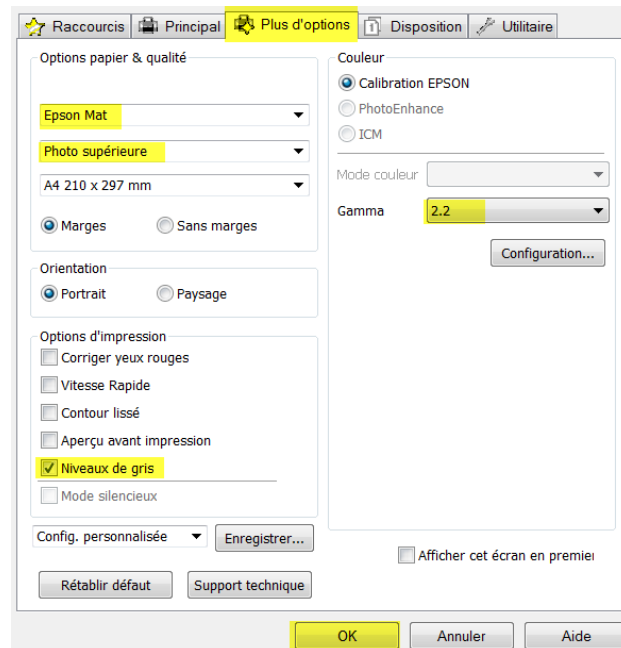 Raccourcis Principal Plus d'options Disposition Utilitaire
Options papier & qualité
Epson Mat
Photo supérieure
A4 210 x 297 mm
Marges Sans marges
Orientation
Portrait Paysage
Options d'impression
Corriger yeux rouges
Vitesse Rapide
Contour lissé
Aperçu avant impression
Niveaux de gris
Mode silencieux
Config. personnalisée Enregistrer...
Rétablir défaut Support technique
Couleur
Calibration EPSON
PhotoEnhance
ICM
Mode couleur
Gamma 2.2
Configuration...
Afficher cet écran en premier
OK Annuler Aide